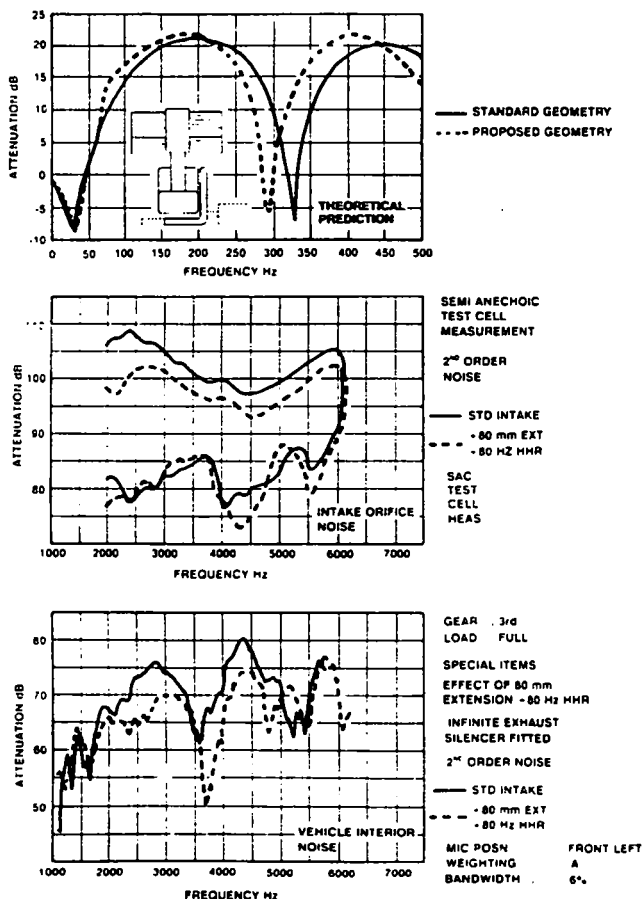 25
20
15
10
5
0
-5
-10
ATTENUATION dB
0 50 100 150 200 250 300 350 400 450 500
FREQUENCY Hz
THEORETICAL
PREDICTION
STANDARD GEOMETRY
PROPOSED GEOMETRY
100
90
80
ATTENUATION dB
1000 2000 3000 4000 5000 6000 7000
FREQUENCY Hz
INTAKE ORIFICE
NOISE
SEMI ANECHOIC
TEST CELL
MEASUREMENT
2ND ORDER
NOISE
STD INTAKE
- 80 mm EXT
- 80 HZ HHR
SAC
TEST
CELL
HEAS
80
70
60
50
ATTENUATION dB
1000 2000 3000 4000 5000 6000 7000
FREQUENCY Hz
VEHICLE INTERIOR
NOISE
GEAR . 3rd
LOAD FULL
SPECIAL ITEMS
EFFECT OF 80 mm
EXTENSION - 80 Hz HHR
INFINITE EXHAUST
SILENCER FITTED
2nd ORDER NOISE
STD INTAKE
- 80 mm EXT
- 80 Hz HHR
MIC POSN FRONT LEFT
WEIGHTING A
BANDWIDTH . 6%